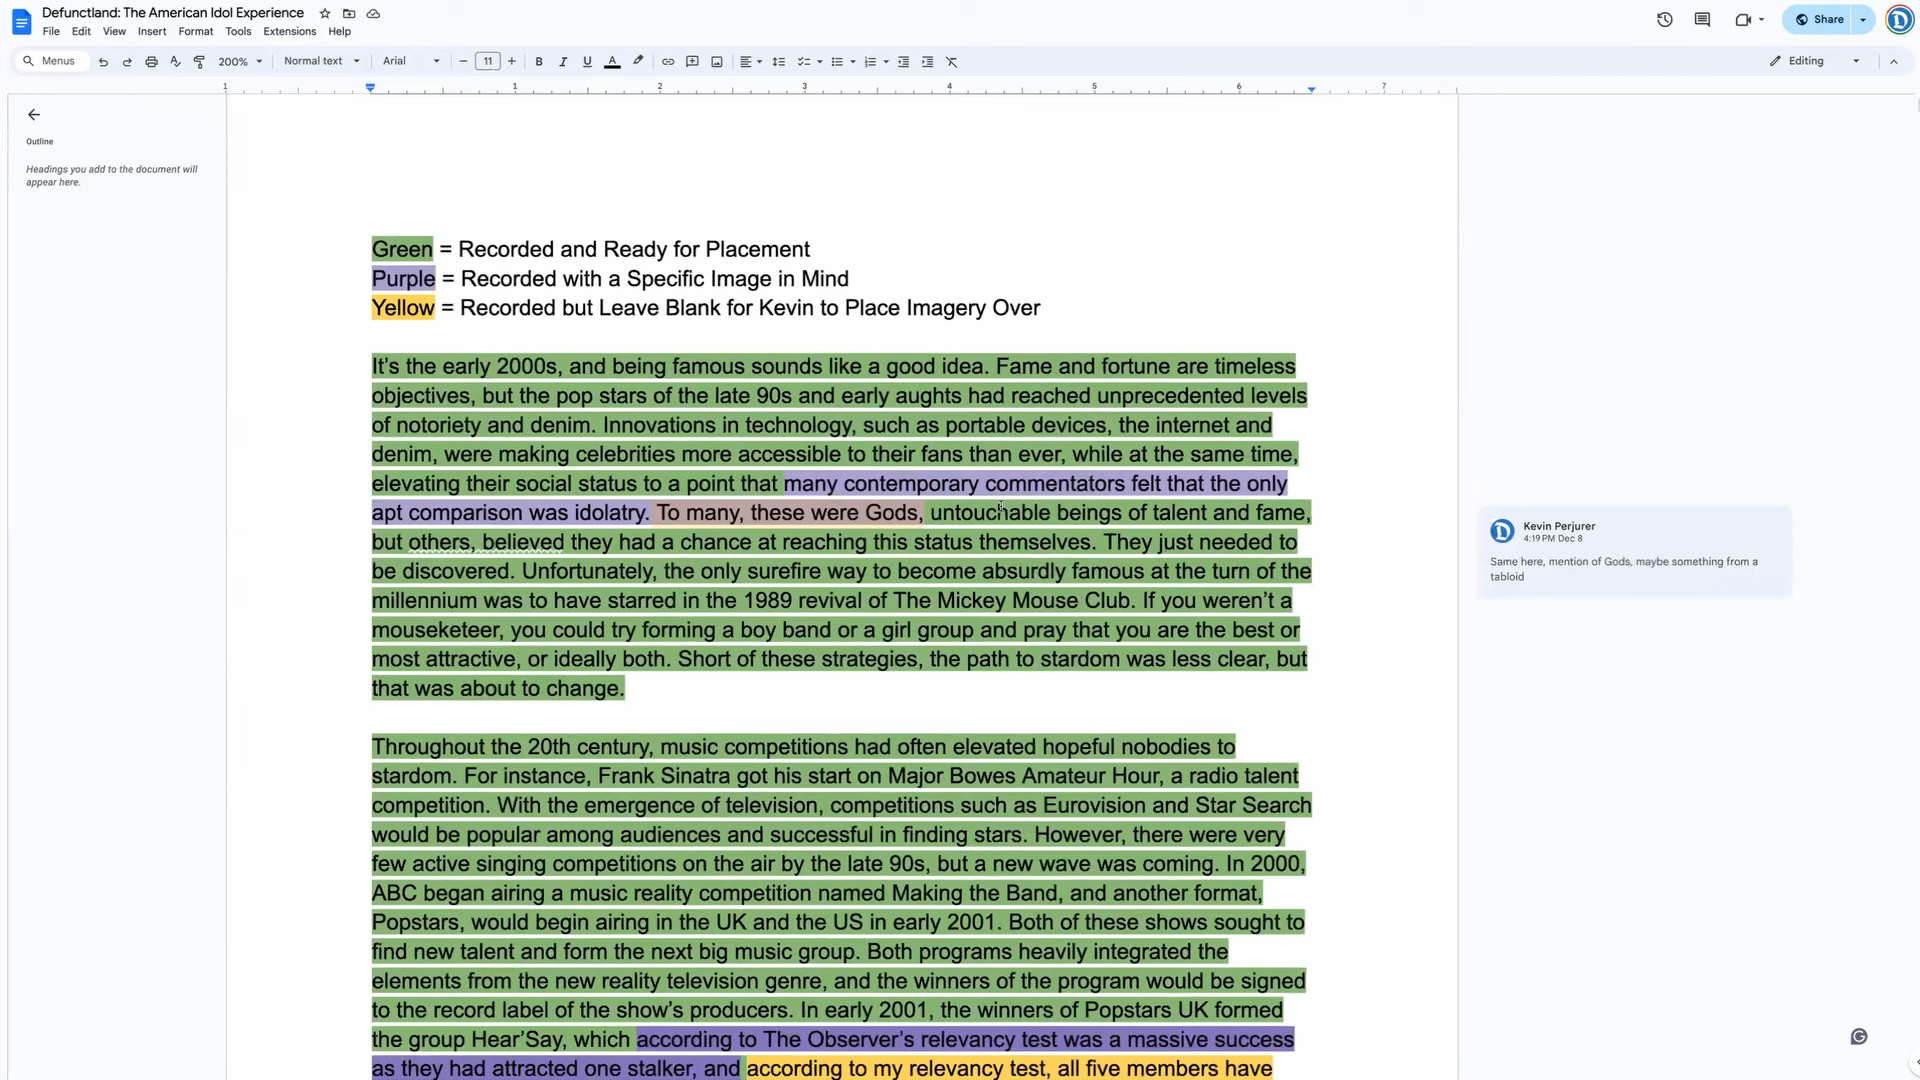 Defunctland: The American Idol Experience
File Edit View Insert Format Tools Extensions Help
Share
Menus 200% Normal text Arial 11 Editing
1 1 2 3 4 5 6 7
Outline
Headings you add to the document will
appear here.
Green = Recorded and Ready for Placement
Purple = Recorded with a Specific Image in Mind
Yellow = Recorded but Leave Blank for Kevin to Place Imagery Over
It's the early 2000s, and being famous sounds like a good idea. Fame and fortune are timeless
objectives, but the pop stars of the late 90s and early aughts had reached unprecedented levels
of notoriety and denim. Innovations in technology, such as portable devices, the internet and
denim, were making celebrities more accessible to their fans than ever, while at the same time,
elevating their social status to a point that many contemporary commentators felt that the only
apt comparison was idolatry. To many, these were Gods, untouchable beings of talent and fame,
but others, believed they had a chance at reaching this status themselves. They just needed to
be discovered. Unfortunately, the only surefire way to become absurdly famous at the turn of the
millennium was to have starred in the 1989 revival of The Mickey Mouse Club. If you weren't a
mouseketeer, you could try forming a boy band or a girl group and pray that you are the best or
most attractive, or ideally both. Short of these strategies, the path to stardom was less clear, but
that was about to change.
Kevin Perjurer
4:19 PM Dec 8
Same here, mention of Gods, maybe something from a
tabloid
Throughout the 20th century, music competitions had often elevated hopeful nobodies to
stardom. For instance, Frank Sinatra got his start on Major Bowes Amateur Hour, a radio talent
competition. With the emergence of television, competitions such as Eurovision and Star Search
would be popular among audiences and successful in finding stars. However, there were very
few active singing competitions on the air by the late 90s, but a new wave was coming. In 2000,
ABC began airing a music reality competition named Making the Band, and another format,
Popstars, would begin airing in the UK and the US in early 2001. Both of these shows sought to
find new talent and form the next big music group. Both programs heavily integrated the
elements from the new reality television genre, and the winners of the program would be signed
to the record label of the show's producers. In early 2001, the winners of Popstars UK formed
the group Hear'Say, which according to The Observer's relevancy test was a massive success
as they had attracted one stalker, and according to my relevancy test, all five members have